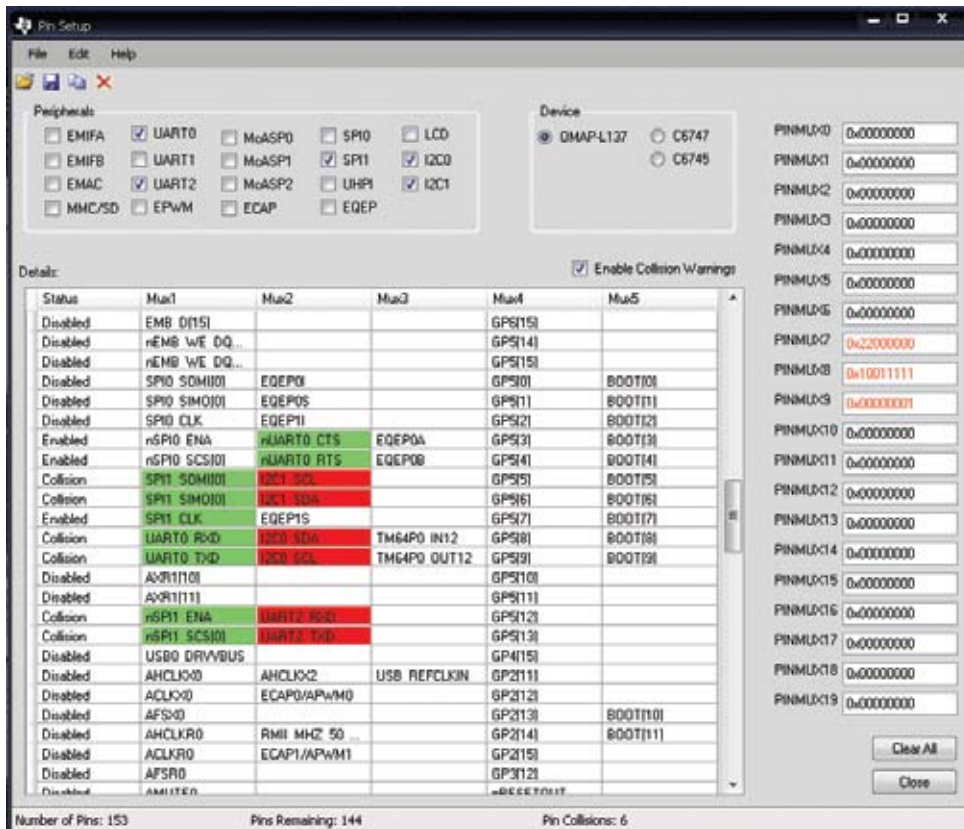 Pin Setup
File Edit Help
Peripherals
EMIFA UART0 McASP0 SPI0 LCD
EMIFB UART1 McASP1 SPI1 I2C0
EMAC UART2 McASP2 UHPI I2C1
MMC/SD EPWM ECAP EQEP
Device
OMAP-L137 C6747
C6745
Enable Collision Warnings
Details:
Status Mux1 Mux2 Mux3 Mux4 Mux5
Disabled EMB D[15] GP6[15]
Disabled nEMB WE DQ... GP5[14]
Disabled nEMB WE DQ... GP5[15]
Disabled SPI0 SOMI[0] EQEP0I GP5[0] BOOT[0]
Disabled SPI0 SIMO[0] EQEP0S GP5[1] BOOT[1]
Disabled SPI0 CLK EQEP1I GP5[2] BOOT[2]
Enabled nSPI0 ENA nUART0 CTS EQEP0A GP5[3] BOOT[3]
Enabled nSPI0 SCS[0] nUART0 RTS EQEP0B GP5[4] BOOT[4]
Collision SPI1 SOMI[0] I2C1 SCL GP5[5] BOOT[5]
Collision SPI1 SIMO[0] I2C1 SDA GP5[6] BOOT[6]
Enabled SPI1 CLK EQEP1S GP5[7] BOOT[7]
Collision UART0 RXD I2C0 SDA TM64P0 IN12 GP5[8] BOOT[8]
Collision UART0 TXD I2C0 SCL TM64P0 OUT12 GP5[9] BOOT[9]
Disabled AXR1[10] GP5[10]
Disabled AXR1[11] GP5[11]
Collision nSPI1 ENA UART2 RXD GP5[12]
Collision nSPI1 SCS[0] UART2 TXD GP5[13]
Disabled USB0 DRVVBUS GP4[15]
Disabled AHCLKX0 AHCLKX2 USB REFCLKIN GP2[11]
Disabled ACLKX0 ECAP0/APWM0 GP2[12]
Disabled AFSX0 GP2[13] BOOT[10]
Disabled AHCLKR0 RMII MHZ 50 ... GP2[14] BOOT[11]
Disabled ACLKR0 ECAP1/APWM1 GP2[15]
Disabled AFSR0 GP3[12]
Disabled AMUTE0 nRESETOUT
PINMUX0 0x00000000
PINMUX1 0x00000000
PINMUX2 0x00000000
PINMUX3 0x00000000
PINMUX4 0x00000000
PINMUX5 0x00000000
PINMUX6 0x00000000
PINMUX7 0x22000000
PINMUX8 0x10011111
PINMUX9 0x00000001
PINMUX10 0x00000000
PINMUX11 0x00000000
PINMUX12 0x00000000
PINMUX13 0x00000000
PINMUX14 0x00000000
PINMUX15 0x00000000
PINMUX16 0x00000000
PINMUX17 0x00000000
PINMUX18 0x00000000
PINMUX19 0x00000000
Clear All
Close
Number of Pins: 153 Pins Remaining: 144 Pin Collisions: 6